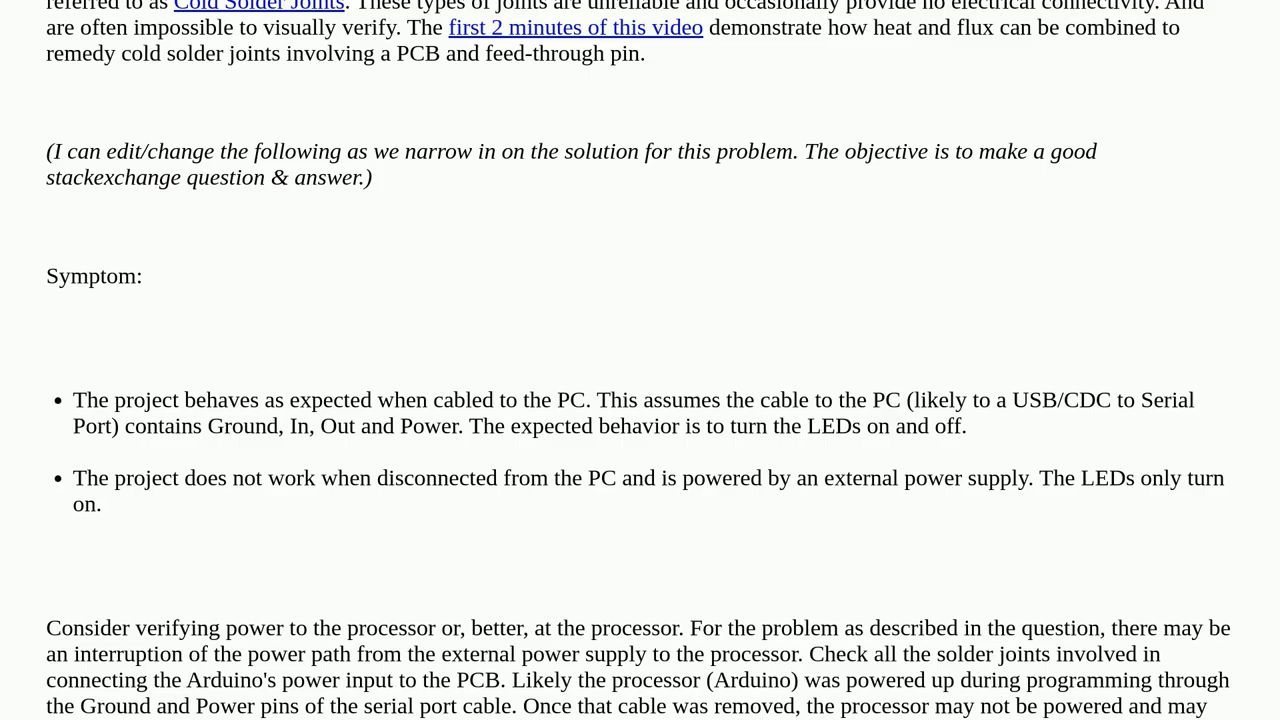 referred to as Cold Solder Joints. These types of joints are unreliable and occasionally provide no electrical connectivity. And
are often impossible to visually verify. The first 2 minutes of this video demonstrate how heat and flux can be combined to
remedy cold solder joints involving a PCB and feed-through pin.
(I can edit/change the following as we narrow in on the solution for this problem. The objective is to make a good
stackexchange question & answer.)
Symptom:
• The project behaves as expected when cabled to the PC. This assumes the cable to the PC (likely to a USB/CDC to Serial
Port) contains Ground, In, Out and Power. The expected behavior is to turn the LEDs on and off.
• The project does not work when disconnected from the PC and is powered by an external power supply. The LEDs only turn
on.
Consider verifying power to the processor or, better, at the processor. For the problem as described in the question, there may be
an interruption of the power path from the external power supply to the processor. Check all the solder joints involved in
connecting the Arduino's power input to the PCB. Likely the processor (Arduino) was powered up during programming through
the Ground and Power pins of the serial port cable. Once that cable was removed, the processor may not be powered and may